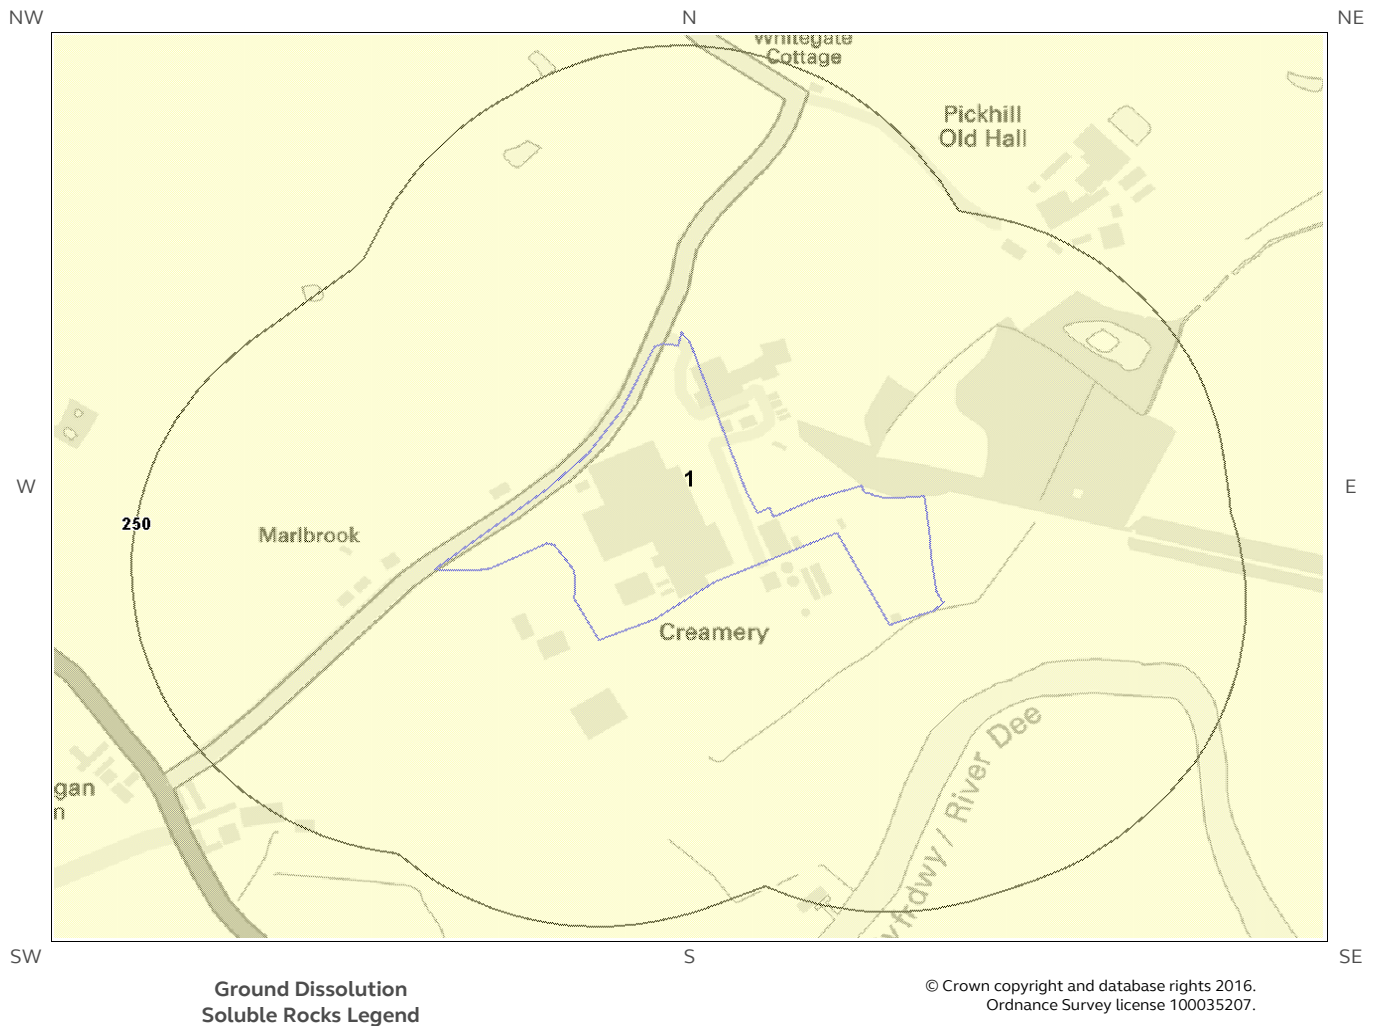 NW
N
NE
Whitegate
Cottage
Pickhill
Old Hall
W
1
E
250
Marlbrook
Creamery
yfrdwy / River Dee
gan
n
SW
S
SE
Ground Dissolution
Soluble Rocks Legend
© Crown copyright and database rights 2016.
Ordnance Survey license 100035207.